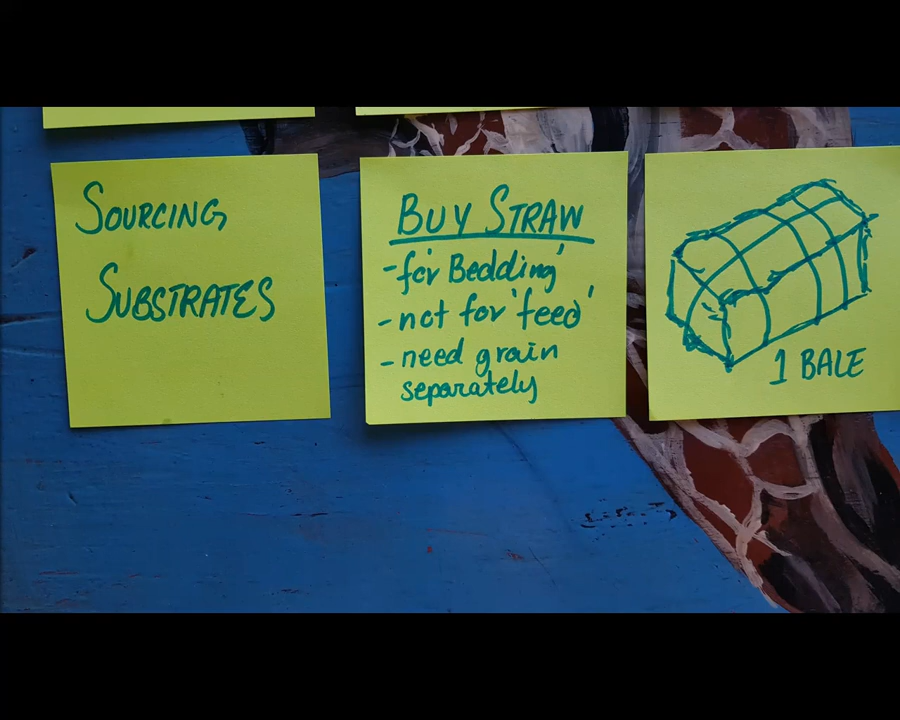 SOURCING
SUBSTRATES
BUY STRAW
- for 'Bedding'
- not for 'feed'
- need grain
separately
1 BALE